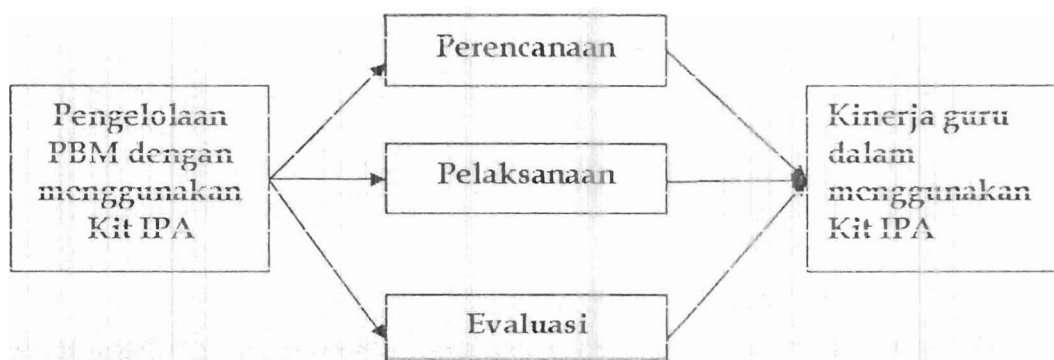 Perencanaan
Pengelolaan
PBM dengan
menggunakan
Kit IPA
Pelaksanaan
Kinerja guru
dalam
menggunakan
Kit IPA
Evaluasi